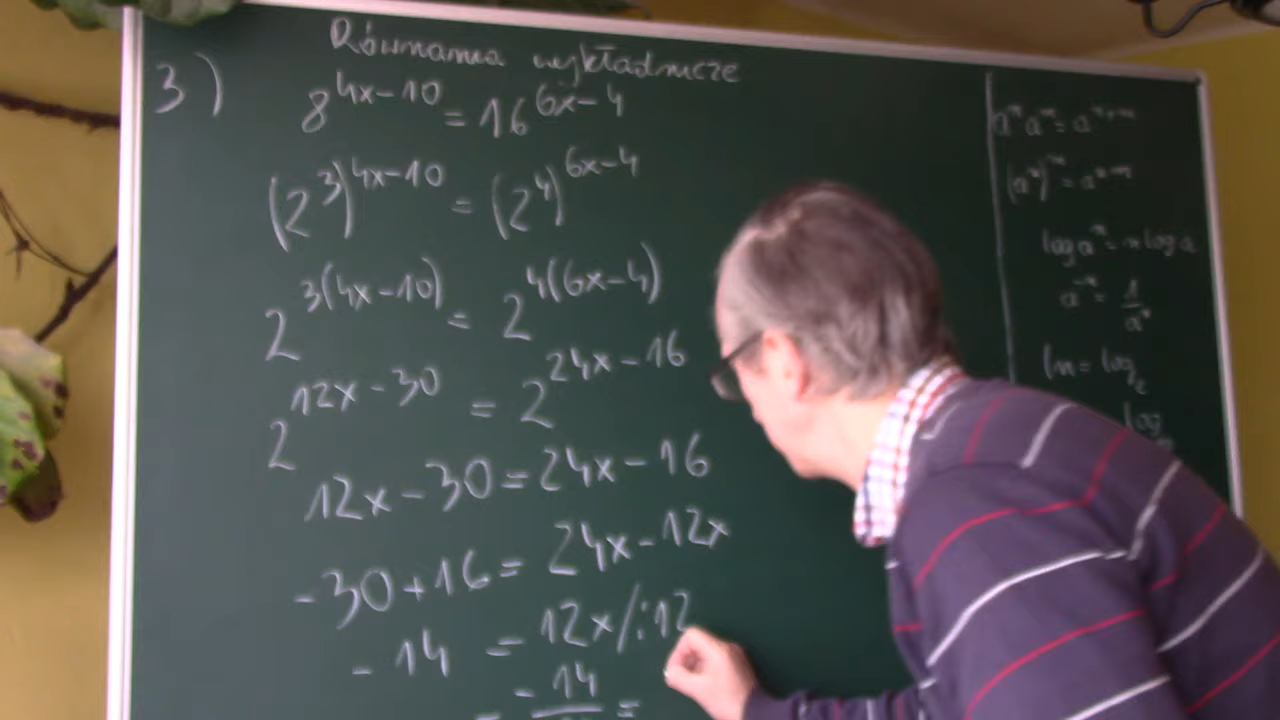 Równania wykładnicze
3) 8^{4x-10} = 16^{6x-4}
(2^3)^{4x-10} = (2^4)^{6x-4}
2^{3(4x-10)} = 2^{4(6x-4)}
2^{12x-30} = 2^{24x-16}
12x-30=24x-16
-30+16=24x-12x
-14 = 12x/:12
-14
=
log a^n = n log a
a^{-n} = 1/a^n
ln = log_e
log